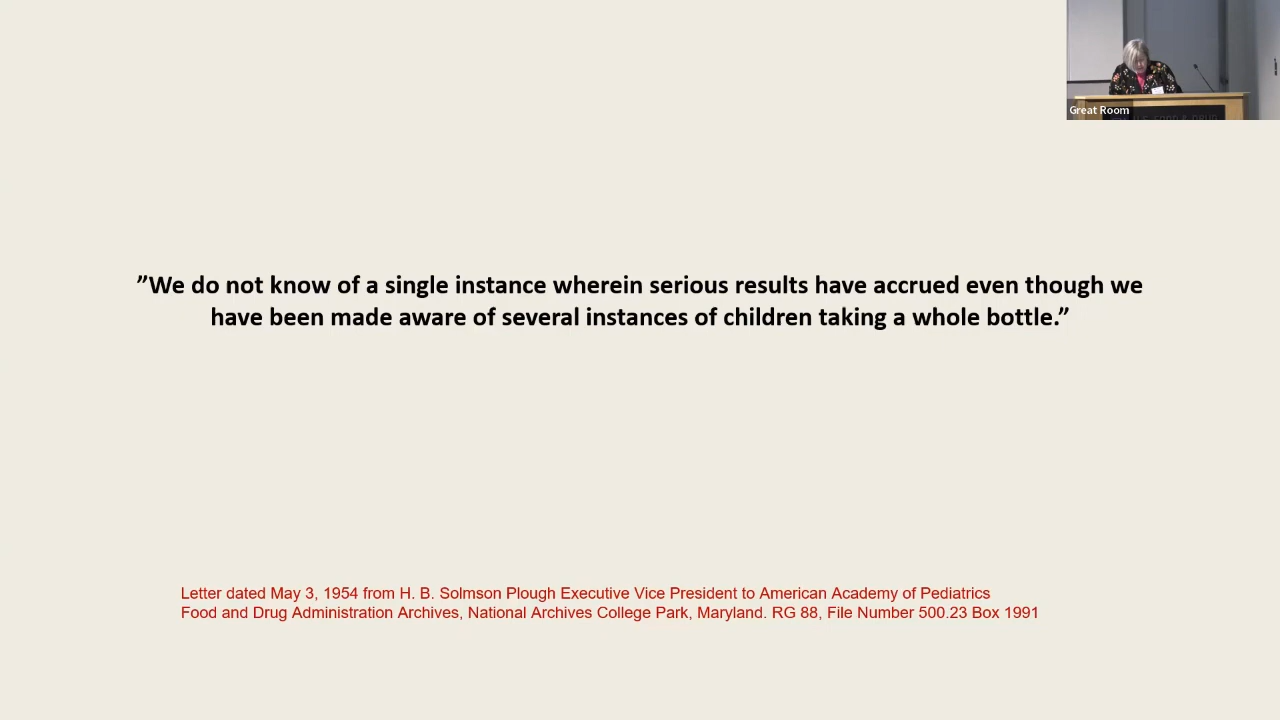 Great Room
”We do not know of a single instance wherein serious results have accrued even though we
have been made aware of several instances of children taking a whole bottle.”
Letter dated May 3, 1954 from H. B. Solmson Plough Executive Vice President to American Academy of Pediatrics
Food and Drug Administration Archives, National Archives College Park, Maryland. RG 88, File Number 500.23 Box 1991